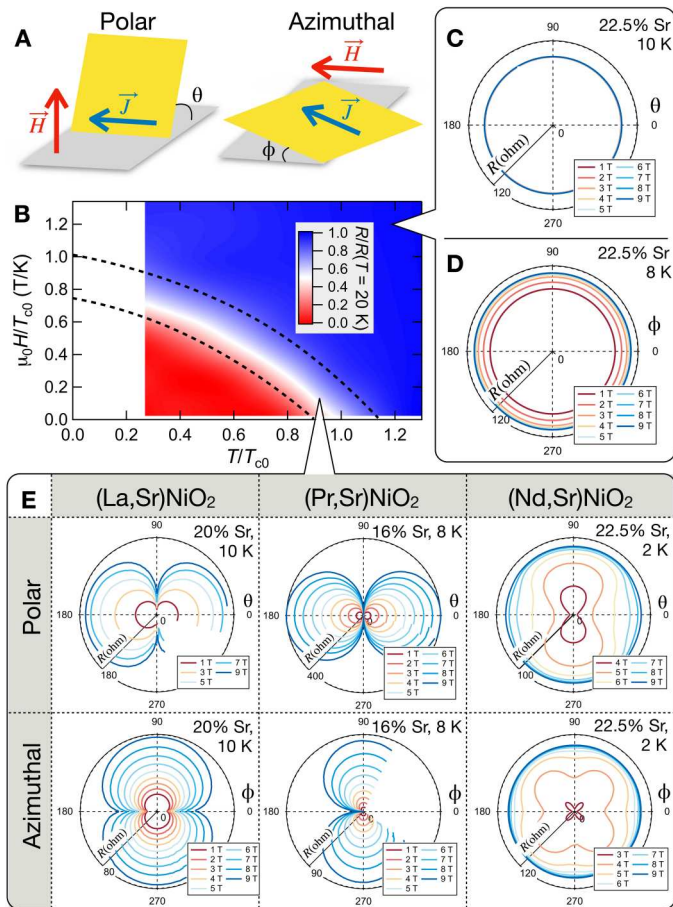 A
Polar
Azimuthal
H
J
θ
H
J
ϕ
B
μ₀H/T_c0 (T/K)
1.2
1.0
0.8
0.6
0.4
0.2
0.0
0.0 0.4 0.8 1.2
T/T_c0
1.0
0.8
0.6
0.4
0.2
0.0
R/R(T = 20 K)
C
22.5% Sr
10 K
90
θ
180
0
0
R(ohm)
120
270
1 T 6 T
2 T 7 T
3 T 8 T
4 T 9 T
5 T
D
22.5% Sr
8 K
90
ϕ
180
0
0
R(ohm)
120
270
1 T 6 T
2 T 7 T
3 T 8 T
4 T 9 T
5 T
E
(La,Sr)NiO₂
(Pr,Sr)NiO₂
(Nd,Sr)NiO₂
Polar
20% Sr,
10 K
90
θ
180
0
0
R(ohm)
180
270
1 T 7 T
3 T 9 T
5 T
16% Sr, 8 K
90
θ
180
0
0
R(ohm)
400
270
1 T 6 T
2 T 7 T
3 T 8 T
4 T 9 T
5 T
22.5% Sr,
2 K
90
θ
180
0
0
R(ohm)
100
270
4 T 7 T
5 T 8 T
6 T 9 T
Azimuthal
20% Sr,
10 K
90
ϕ
180
0
0
R(ohm)
80
270
1 T 6 T
2 T 7 T
3 T 8 T
4 T 9 T
5 T
16% Sr, 8 K
90
ϕ
180
0
0
R(ohm)
90
270
1 T 6 T
2 T 7 T
3 T 8 T
4 T 9 T
5 T
22.5% Sr,
2 K
90
ϕ
180
0
0
R(ohm)
120
270
3 T 7 T
4 T 8 T
5 T 9 T
6 T